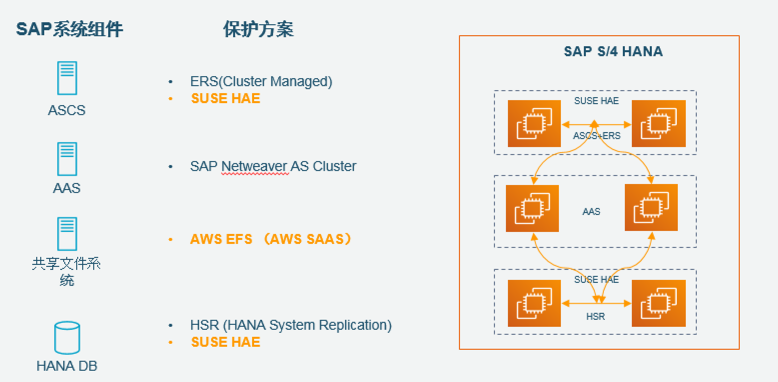 SAP系统组件
保护方案
ASCS
• ERS(Cluster Managed)
• SUSE HAE
AAS
• SAP Netweaver AS Cluster
共享文件系
统
• AWS EFS （AWS SAAS）
HANA DB
• HSR (HANA System Replication)
• SUSE HAE
SAP S/4 HANA
SUSE HAE
ASCS+ERS
AAS
SUSE HAE
HSR